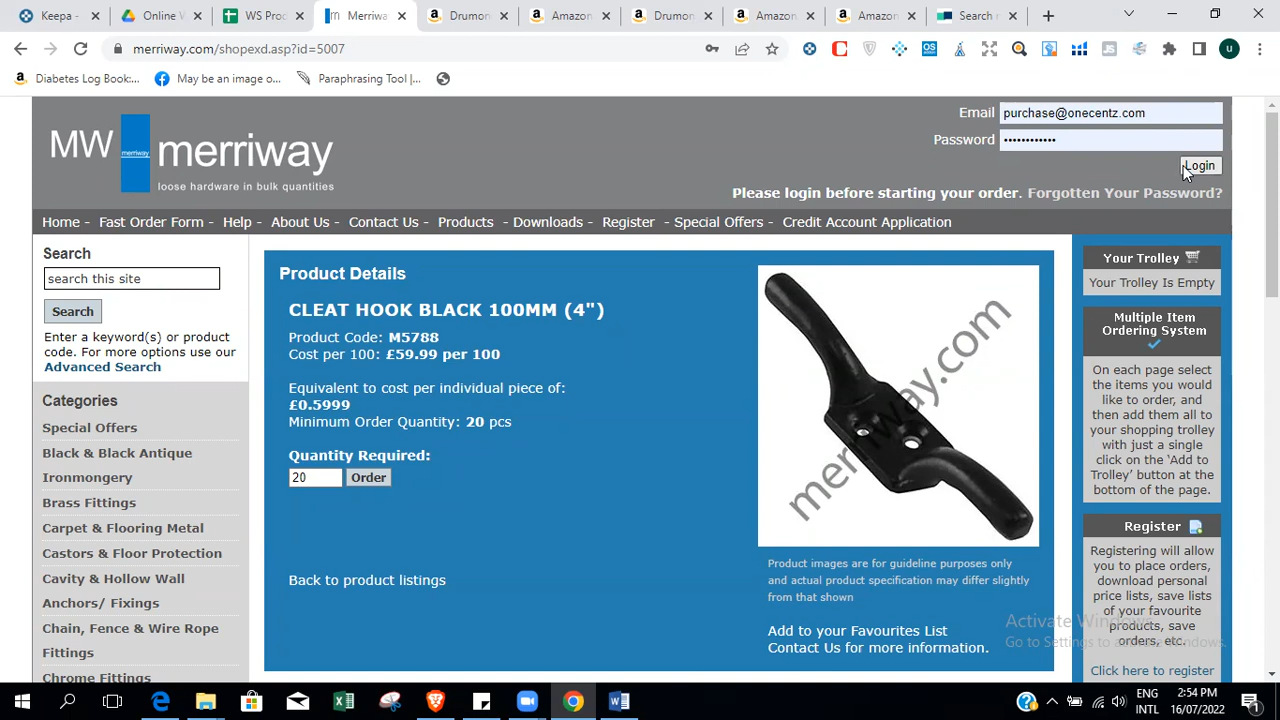 Keepa -
Online W
WS Pro
Merriwa
Drumon
Amazon
Drumon
Amazon
Amazon
Search r
merriway.com/shopexd.asp?id=5007
Diabetes Log Book:...
May be an image o...
Paraphrasing Tool |...
Email
purchase@onecentz.com
Password
••••••••••••
Login
Please login before starting your order. Forgotten Your Password?
MW merriway
merriway
loose hardware in bulk quantities
Home - Fast Order Form - Help - About Us - Contact Us - Products - Downloads - Register - Special Offers - Credit Account Application
Search
search this site
Search
Enter a keyword(s) or product
code. For more options use our
Advanced Search
Categories
Special Offers
Black & Black Antique
Ironmongery
Brass Fittings
Carpet & Flooring Metal
Castors & Floor Protection
Cavity & Hollow Wall
Anchors/ Fixings
Chain, Fence & Wire Rope
Fittings
Chrome Fittings
Product Details
CLEAT HOOK BLACK 100MM (4")
Product Code: M5788
Cost per 100: £59.99 per 100
Equivalent to cost per individual piece of:
£0.5999
Minimum Order Quantity: 20 pcs
Quantity Required:
20
Order
Back to product listings
merriway.com
Product images are for guideline purposes only
and actual product specification may differ slightly
from that shown
Add to your Favourites List
Contact Us for more information.
Your Trolley
Your Trolley Is Empty
Multiple Item
Ordering System
On each page select
the items you would
like to order, and
then add them all to
your shopping trolley
with just a single
click on the 'Add to
Trolley' button at the
bottom of the page.
Register
Registering will allow
you to place orders,
download personal
price lists, save lists
of your favourite
products, save
orders, etc.
Click here to register
Activate Windows
Go to Settings to activate Windows.
ENG
INTL
2:54 PM
16/07/2022